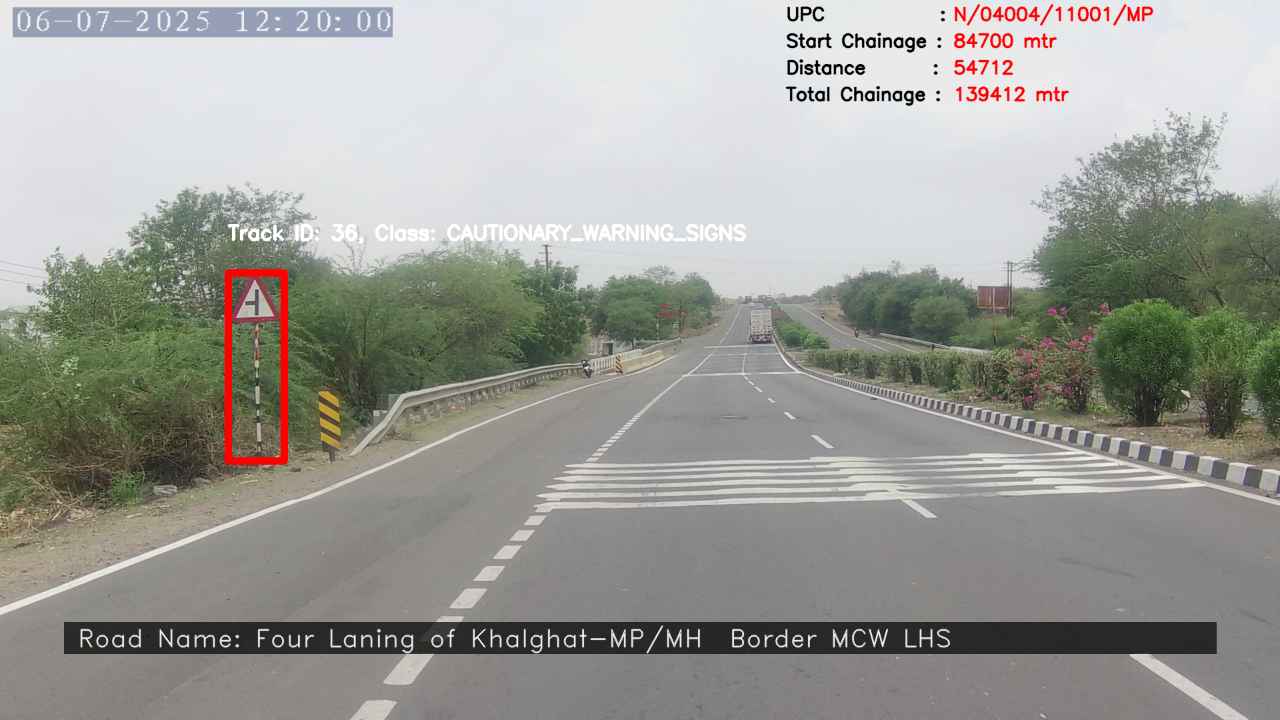 06-07-2025 12:20:00
UPC : N/04004/11001/MP
Start Chainage : 84700 mtr
Distance : 54712
Total Chainage : 139412 mtr
Track ID: 36, Class: CAUTIONARY_WARNING_SIGNS
Road Name: Four Laning of Khalghat-MP/MH Border MCW LHS